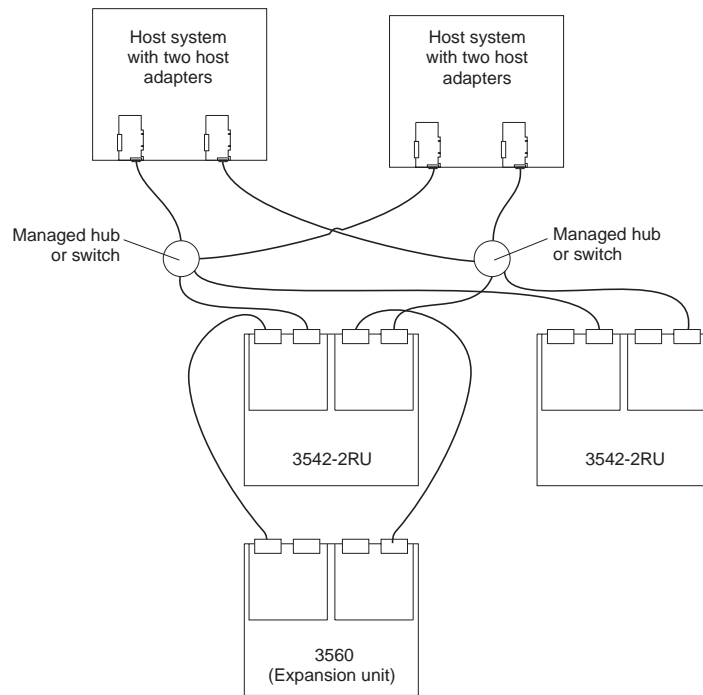 Host system
with two host
adapters
Host system
with two host
adapters
Managed hub
or switch
Managed hub
or switch
3542-2RU
3542-2RU
3560
(Expansion unit)